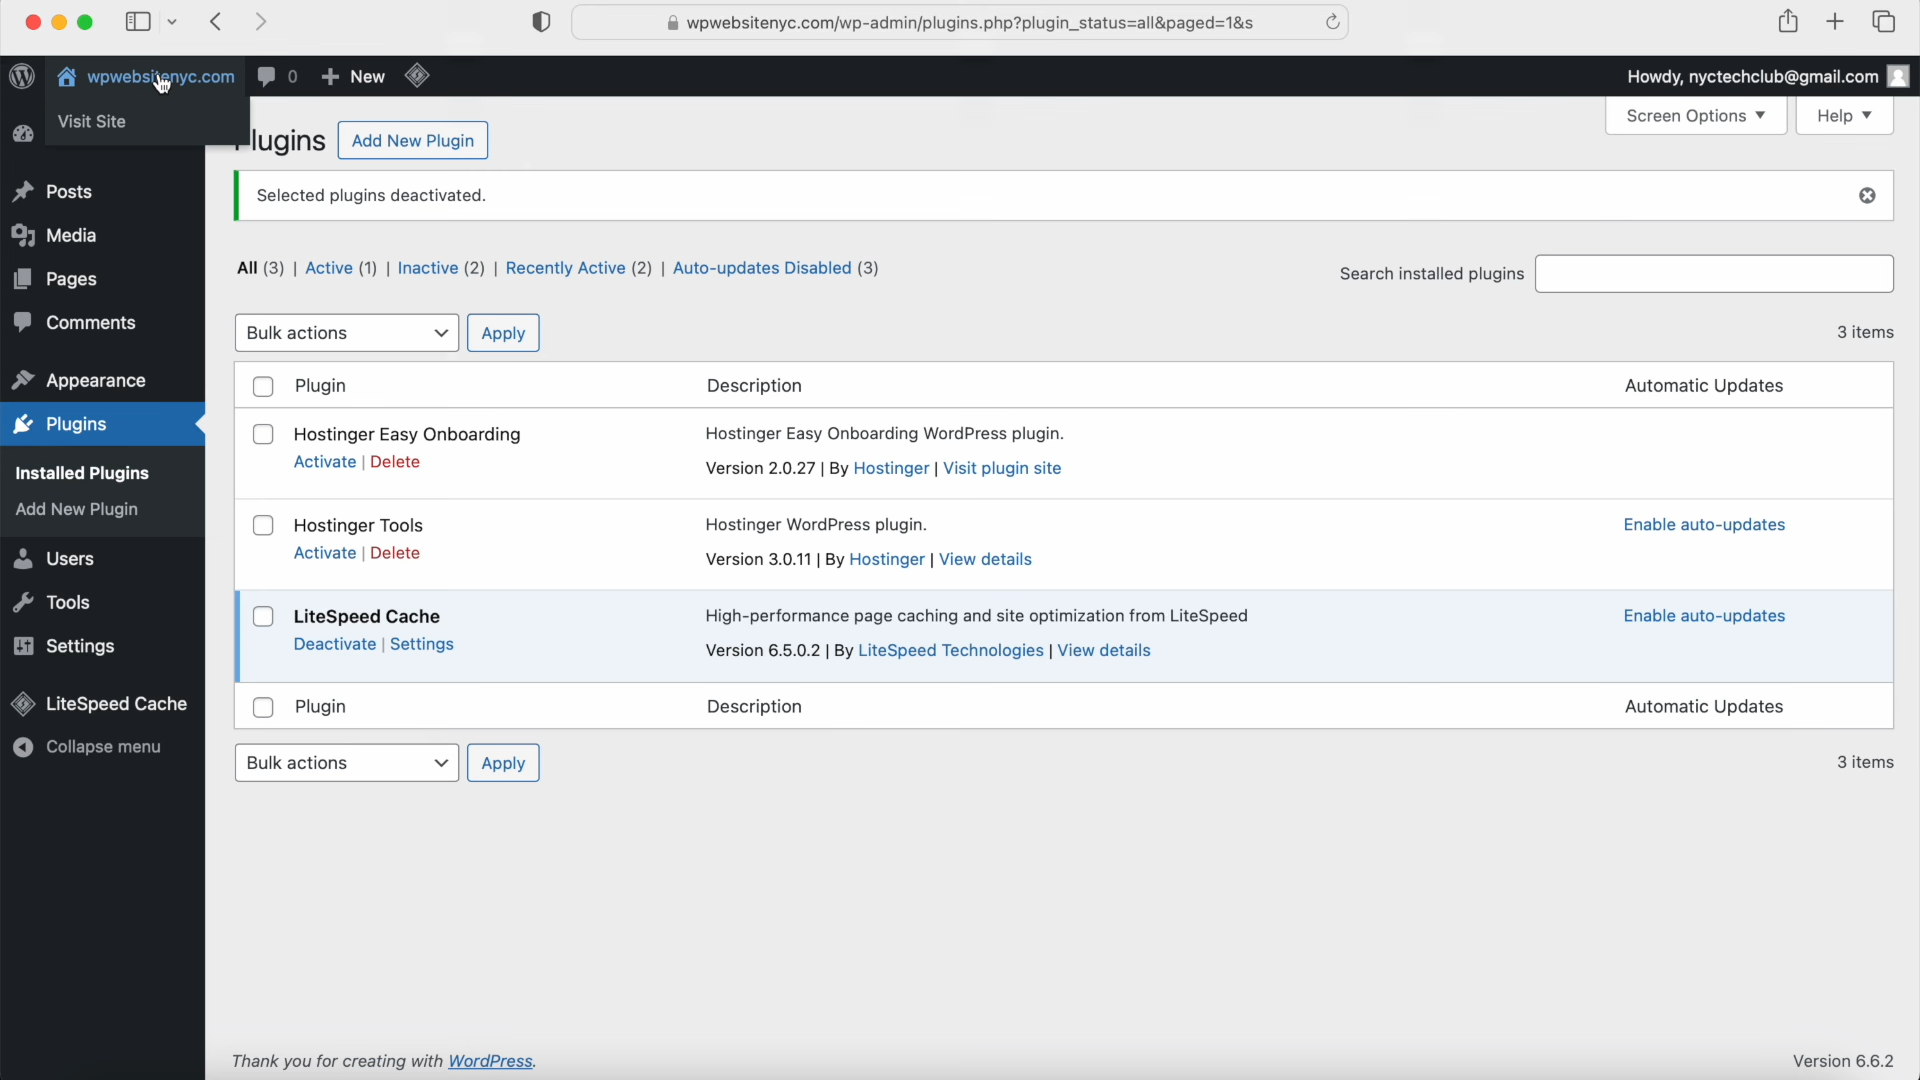 wpwebsitenyc.com/wp-admin/plugins.php?plugin_status=all&paged=1&s
wpwebsitenyc.com 0 New Howdy, nyctechclub@gmail.com
Visit Site
Screen Options Help
Plugins Add New Plugin
Selected plugins deactivated.
Posts
Media
Pages
Comments
Appearance
Plugins
Installed Plugins
Add New Plugin
Users
Tools
Settings
LiteSpeed Cache
Collapse menu
All (3) | Active (1) | Inactive (2) | Recently Active (2) | Auto-updates Disabled (3)
Search installed plugins
Bulk actions Apply 3 items
Plugin Description Automatic Updates
Hostinger Easy Onboarding Hostinger Easy Onboarding WordPress plugin.
Activate | Delete Version 2.0.27 | By Hostinger | Visit plugin site
Hostinger Tools Hostinger WordPress plugin. Enable auto-updates
Activate | Delete Version 3.0.11 | By Hostinger | View details
LiteSpeed Cache High-performance page caching and site optimization from LiteSpeed Enable auto-updates
Deactivate | Settings Version 6.5.0.2 | By LiteSpeed Technologies | View details
Plugin Description Automatic Updates
Bulk actions Apply 3 items
Thank you for creating with WordPress. Version 6.6.2